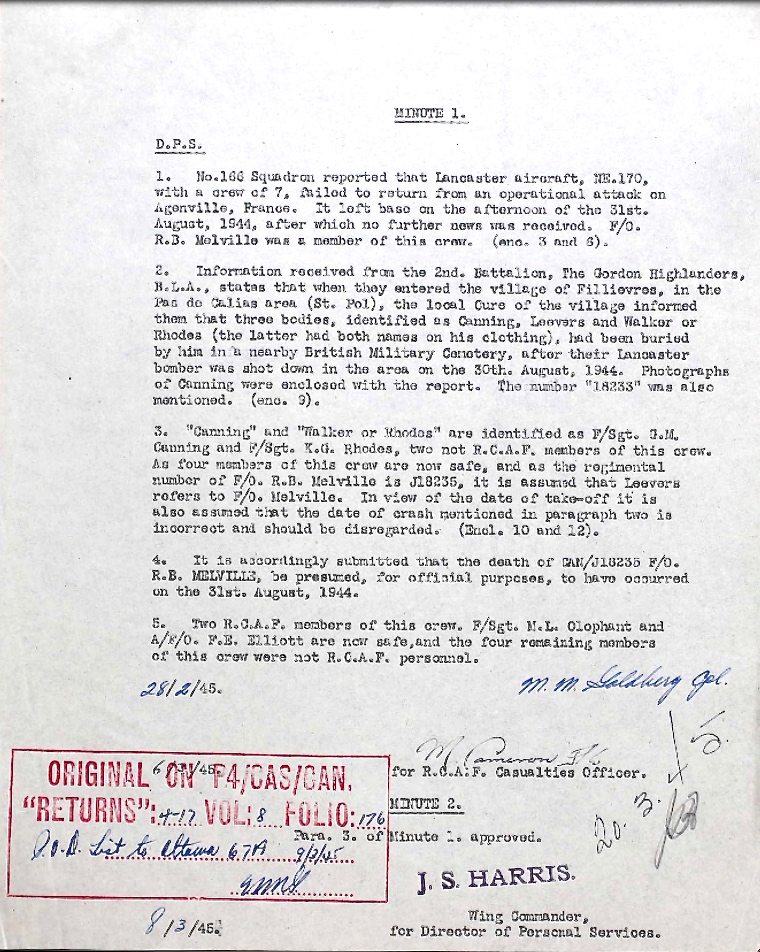 MINUTE 1.
D.P.S.
1. No.166 Squadron reported that Lancaster aircraft, NE.170,
with a crew of 7, failed to return from an operational attack on
Agenville, France. It left base on the afternoon of the 31st.
August, 1944, after which no further news was received. F/O.
R.B. Melville was a member of this crew. (enc. 3 and 6).
2. Information received from the 2nd. Battalion, The Gordon Highlanders,
B.L.A., states that when they entered the village of Fillievres, in the
Pas de Calias area (St. Pol), the local Cure of the village informed
them that three bodies, identified as Canning, Leevers and Walker or
Rhodes (the latter had both names on his clothing), had been buried
by him in a nearby British Military Cemetery, after their Lancaster
bomber was shot down in the area on the 30th. August, 1944. Photographs
of Canning were enclosed with the report. The number "18233" was also
mentioned. (enc. 9).
3. "Canning" and "Walker or Rhodes" are identified as F/Sgt. G.M.
Canning and F/Sgt. K.G. Rhodes, two not R.C.A.F. members of this crew.
As four members of this crew are now safe, and as the regimental
number of F/O. R.B. Melville is J18235, it is assumed that Leevers
refers to F/O. Melville. In view of the date of take-off it is
also assumed that the date of crash mentioned in paragraph two is
incorrect and should be disregarded. (Encl. 10 and 12).
4. It is accordingly submitted that the death of CAN/J18235 F/O.
R.B. MELVILLE, be presumed, for official purposes, to have occurred
on the 31st. August, 1944.
5. Two R.C.A.F. members of this crew. F/Sgt. M.L. Olophant and
A/F/O. F.E. Elliott are now safe, and the four remaining members
of this crew were not R.C.A.F. personnel.
28/2/45. M. M. Goldberg Cpl.
M. Cameron
for R.C.A.F. Casualties Officer.
ORIGINAL ON P4/CAS/CAN.
"RETURNS": 4-17 VOL: 8 FOLIO: 176
MINUTE 2.
Para. 3. of Minute 1. approved.
P.O.D. List to Ottawa 67A 9/3/45
20.3.
J. S. HARRIS.
8/3/45.
Wing Commander,
for Director of Personal Services.